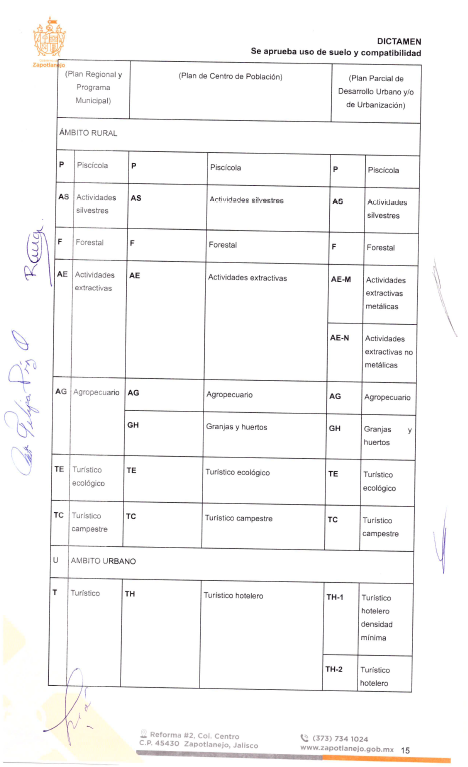 Zapotlanejo
DICTAMEN
Se aprueba uso de suelo y compatibilidad
(Plan Regional y
Programa
Municipal)
(Plan de Centro de Población)
(Plan Parcial de
Desarrollo Urbano y/o
de Urbanización)
ÁMBITO RURAL
P Piscícola P Piscícola P Piscícola
AS Actividades
silvestres
AS Actividades silvestres AS Actividades
silvestres
F Forestal F Forestal F Forestal
AE Actividades
extractivas
AE Actividades extractivas AE-M Actividades
extractivas
metálicas
AE-N Actividades
extractivas no
metálicas
AG Agropecuario AG Agropecuario AG Agropecuario
GH Granjas y huertos GH Granjas y
huertos
TE Turístico
ecológico
TE Turístico ecológico TE Turístico
ecológico
TC Turístico
campestre
TC Turístico campestre TC Turístico
campestre
U AMBITO URBANO
T Turístico TH Turístico hotelero TH-1 Turístico
hotelero
densidad
mínima
TH-2 Turístico
hotelero
Reforma #2, Col. Centro
C.P. 45430 Zapotlanejo, Jalisco
(373) 734 1024
www.zapotlanejo.gob.mx 15